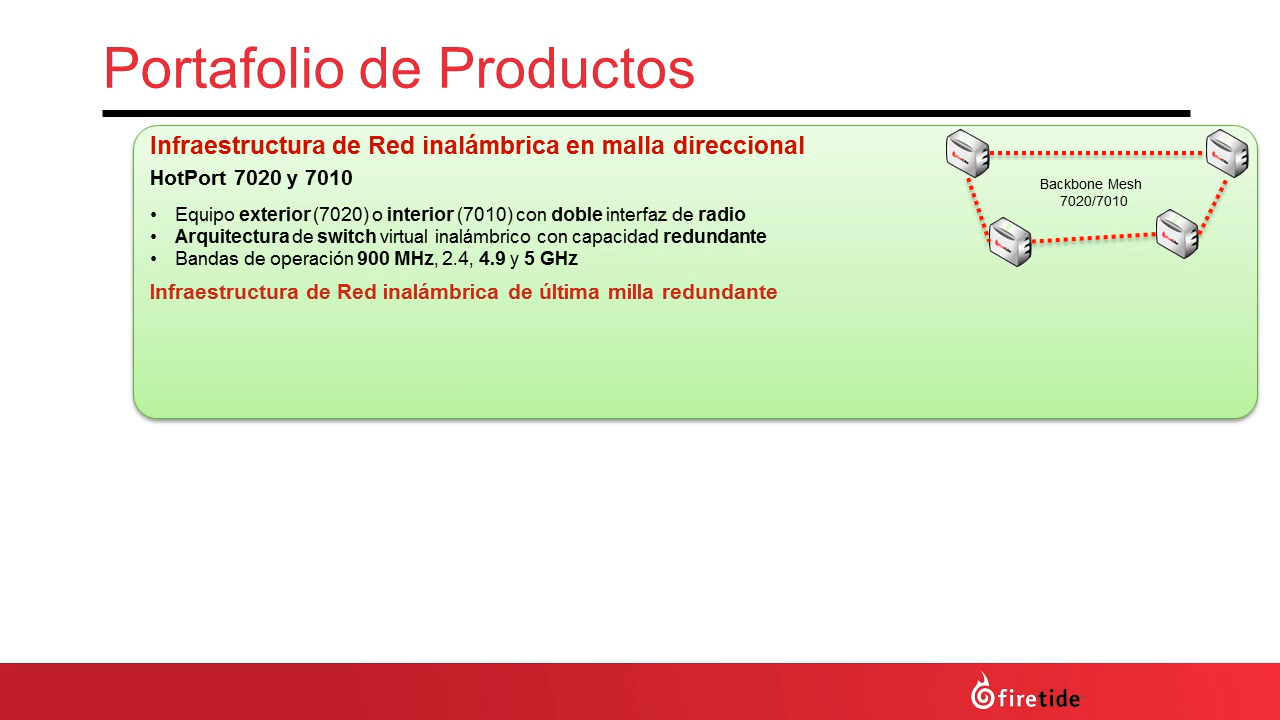 Portafolio de Productos
Infraestructura de Red inalámbrica en malla direccional
HotPort 7020 y 7010
• Equipo exterior (7020) o interior (7010) con doble interfaz de radio
• Arquitectura de switch virtual inalámbrico con capacidad redundante
• Bandas de operación 900 MHz, 2.4, 4.9 y 5 GHz
Infraestructura de Red inalámbrica de última milla redundante
Backbone Mesh
7020/7010
firetide